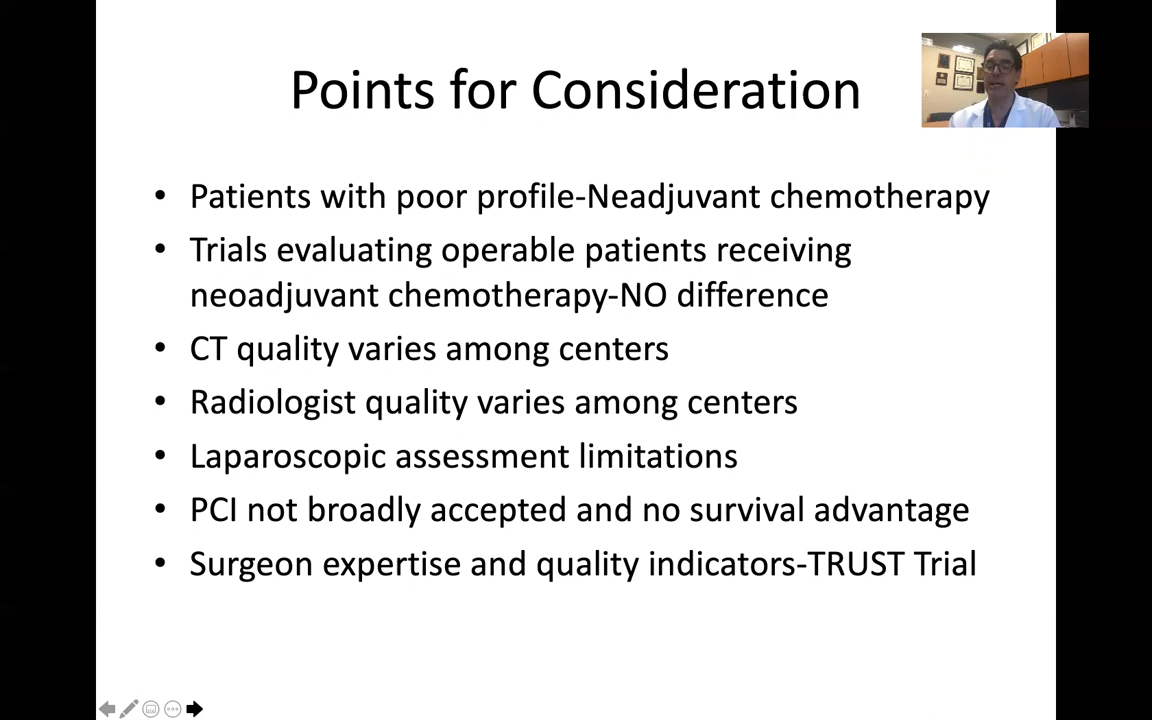 Points for Consideration
• Patients with poor profile-Neadjuvant chemotherapy
• Trials evaluating operable patients receiving
neoadjuvant chemotherapy-NO difference
• CT quality varies among centers
• Radiologist quality varies among centers
• Laparoscopic assessment limitations
• PCI not broadly accepted and no survival advantage
• Surgeon expertise and quality indicators-TRUST Trial